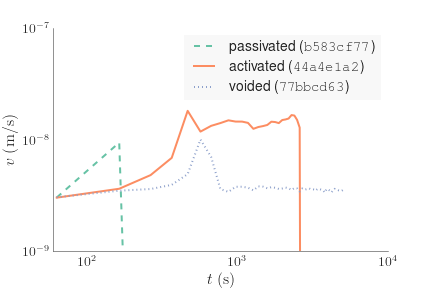 10⁻⁷
passivated (b583cf77)
activated (44a4e1a2)
voided (77bbcd63)
10⁻⁸
v (m/s)
10⁻⁹
10² 10³ 10⁴
t (s)